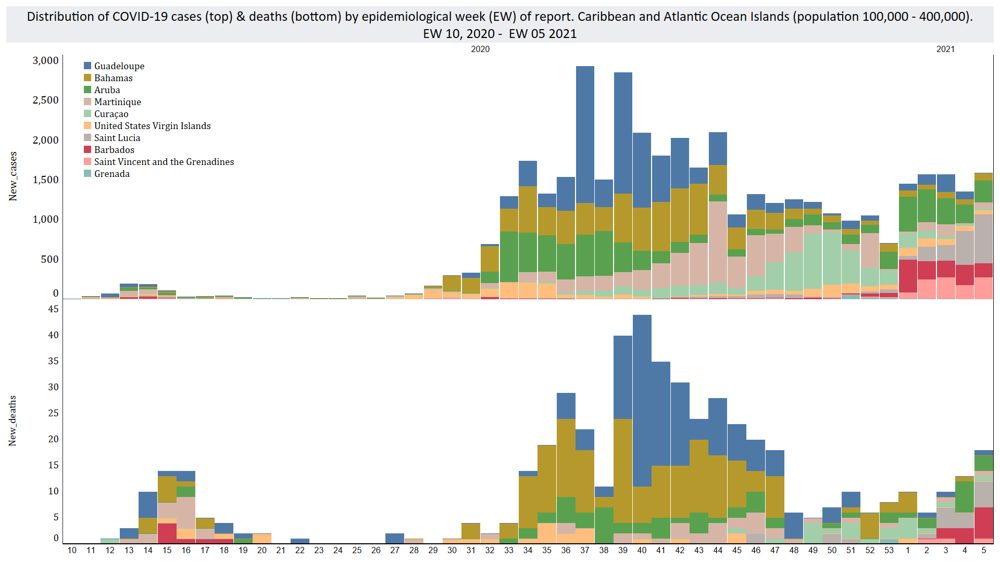 Distribution of COVID-19 cases (top) & deaths (bottom) by epidemiological week (EW) of report. Caribbean and Atlantic Ocean Islands (population 100,000 - 400,000).
EW 10, 2020 - EW 05 2021
2020 2021
New_cases
3,000
2,500
2,000
1,500
1,000
500
0
Guadeloupe
Bahamas
Aruba
Martinique
Curaçao
United States Virgin Islands
Saint Lucia
Barbados
Saint Vincent and the Grenadines
Grenada
New_deaths
45
40
35
30
25
20
15
10
5
0
10 11 12 13 14 15 16 17 18 19 20 21 22 23 24 25 26 27 28 29 30 31 32 33 34 35 36 37 38 39 40 41 42 43 44 45 46 47 48 49 50 51 52 53 1 2 3 4 5